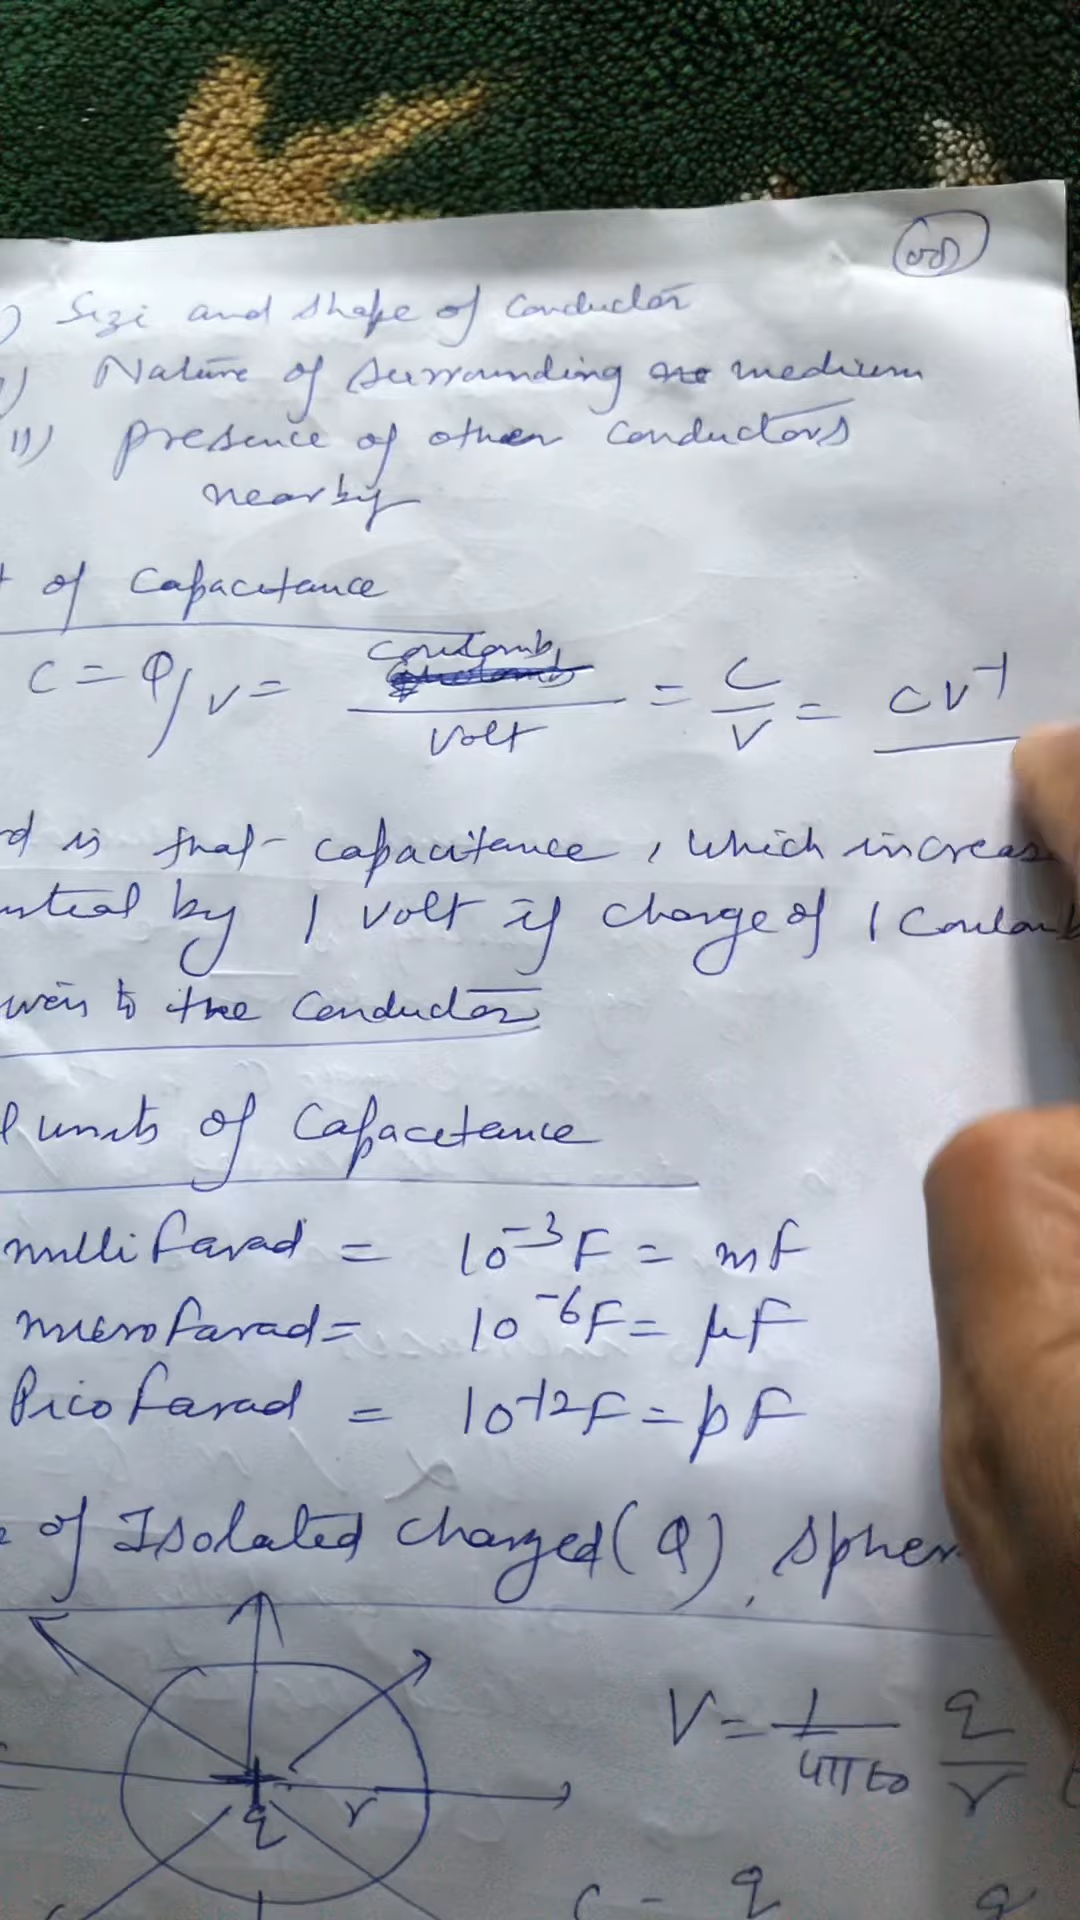 Sizi and shape of Conductor
Nature of surrounding medium
II) presence of other Conductors
nearby
of Capacitance
C = Q/V = Coulomb/Volt = C/V = CV⁻¹
is that capacitance, which increas
by 1 Volt if charge of 1 Coulomb
to the Conductor
units of Capacitance
milli farad = 10⁻³F = mF
micro farad = 10⁻⁶F = μF
Pico farad = 10⁻¹²F = pF
of Isolated charged (Q), spher
V = 1/4πε0 q/r
q r
C = q q